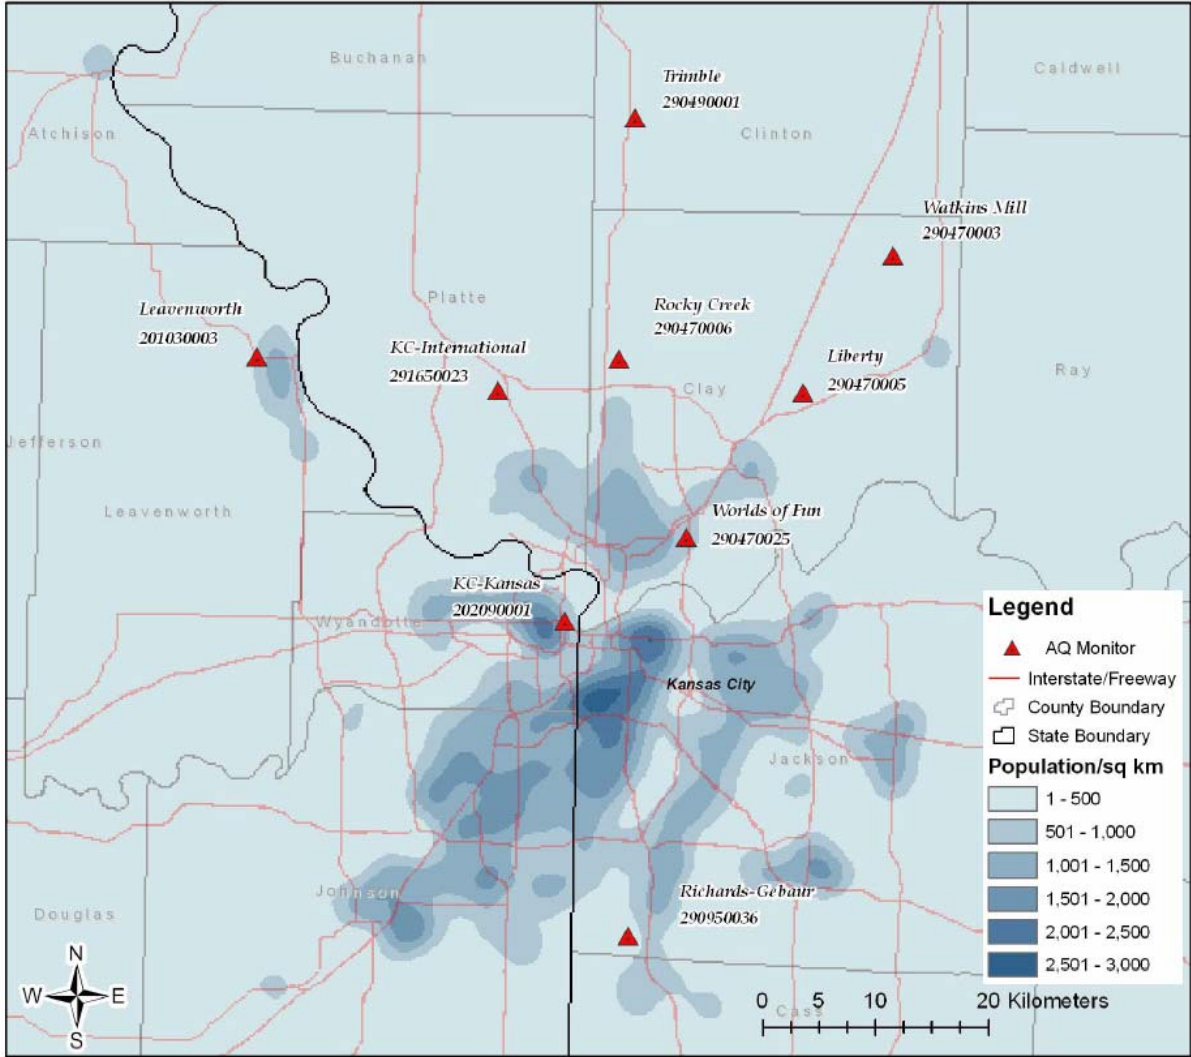 Buchanan
Trimble
290490001
Caldwell
Atchison
Clinton
Watkins Mill
290470003
Leavenworth
201030003
Platte
Rocky Creek
290470006
KC-International
291650023
Liberty
290470005
Clay
Ray
Jefferson
Leavenworth
Worlds of Fun
290470025
KC-Kansas
202090001
Wyandotte
Kansas City
Jackson
Johnson
Richards-Gebaur
290950036
Douglas
Cass
N
W
E
S
Legend
AQ Monitor
Interstate/Freeway
County Boundary
State Boundary
Population/sq km
1 - 500
501 - 1,000
1,001 - 1,500
1,501 - 2,000
2,001 - 2,500
2,501 - 3,000
0 5 10 20 Kilometers